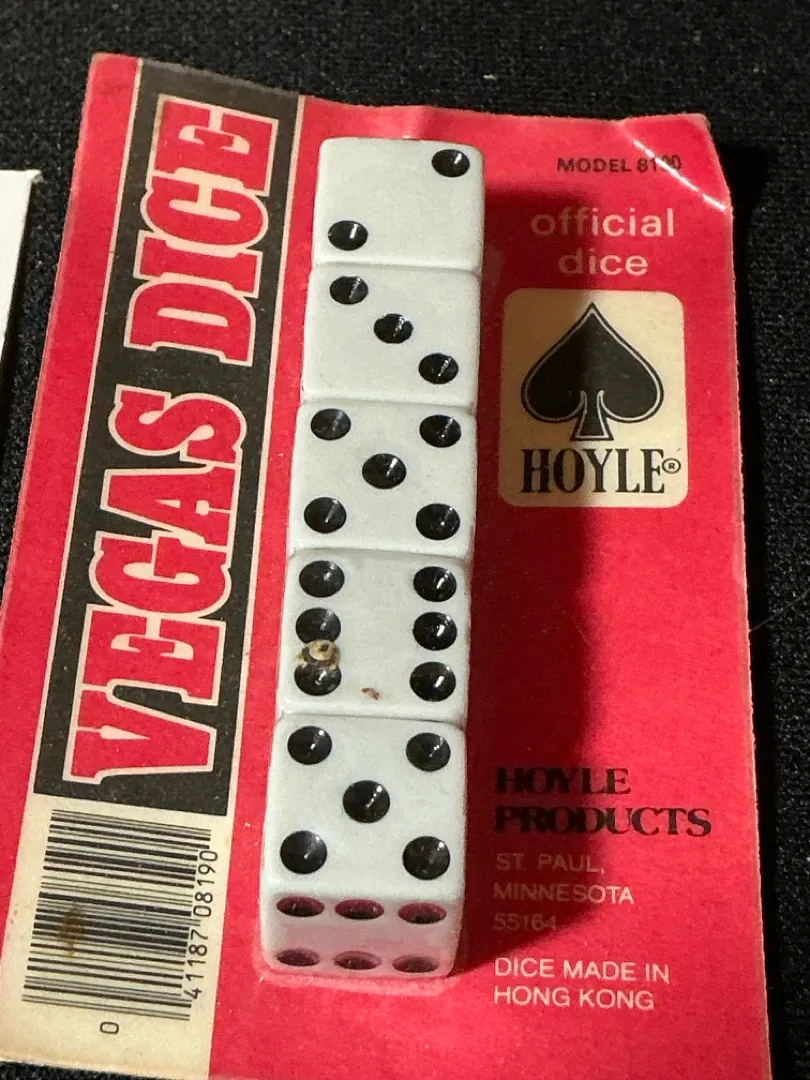 VEGAS DICE
official
dice
HOYLE®
HOYLE
PRODUCTS
ST. PAUL,
MINNESOTA
55164
DICE MADE IN
HONG KONG
MODEL
0 41187 08190